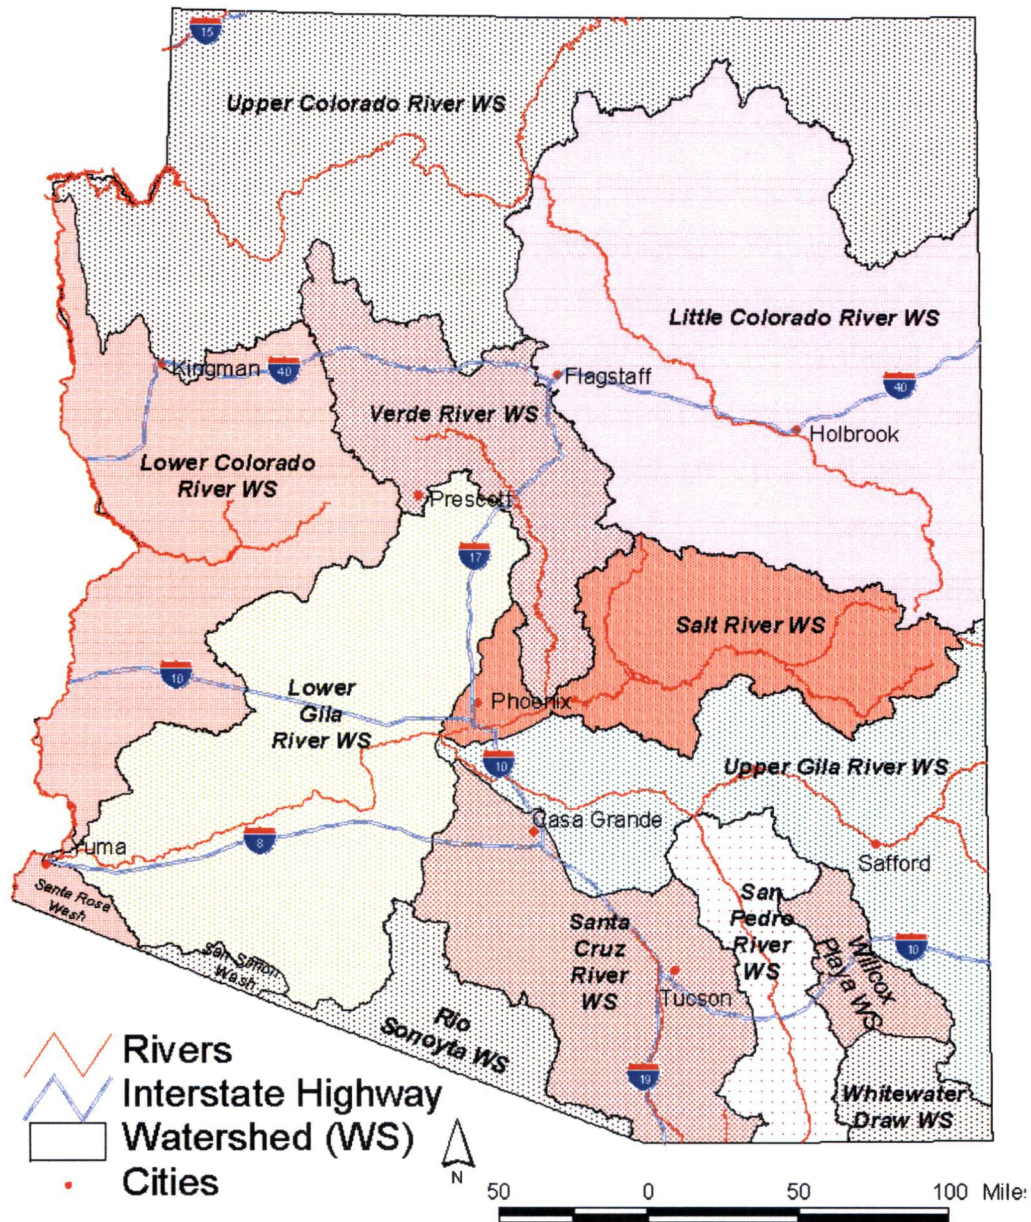 15
Upper Colorado River WS
Little Colorado River WS
Kingman
40
Flagstaff
40
Verde River WS
Holbrook
Lower Colorado
River WS
Prescott
17
Salt River WS
10
Lower
Gila
River WS
Phoenix
10
Upper Gila River WS
Casa Grande
Yuma
8
Safford
Santa Rosa
Wash
San Simon
Wash
Santa
Cruz
River
WS
San
Pedro
River
WS
Willcox
Playa WS
10
Tucson
Rio
Sonoyta WS
19
Whitewater
Draw WS
Rivers
Interstate Highway
Watershed (WS)
Cities
N
50 0 50 100 Miles